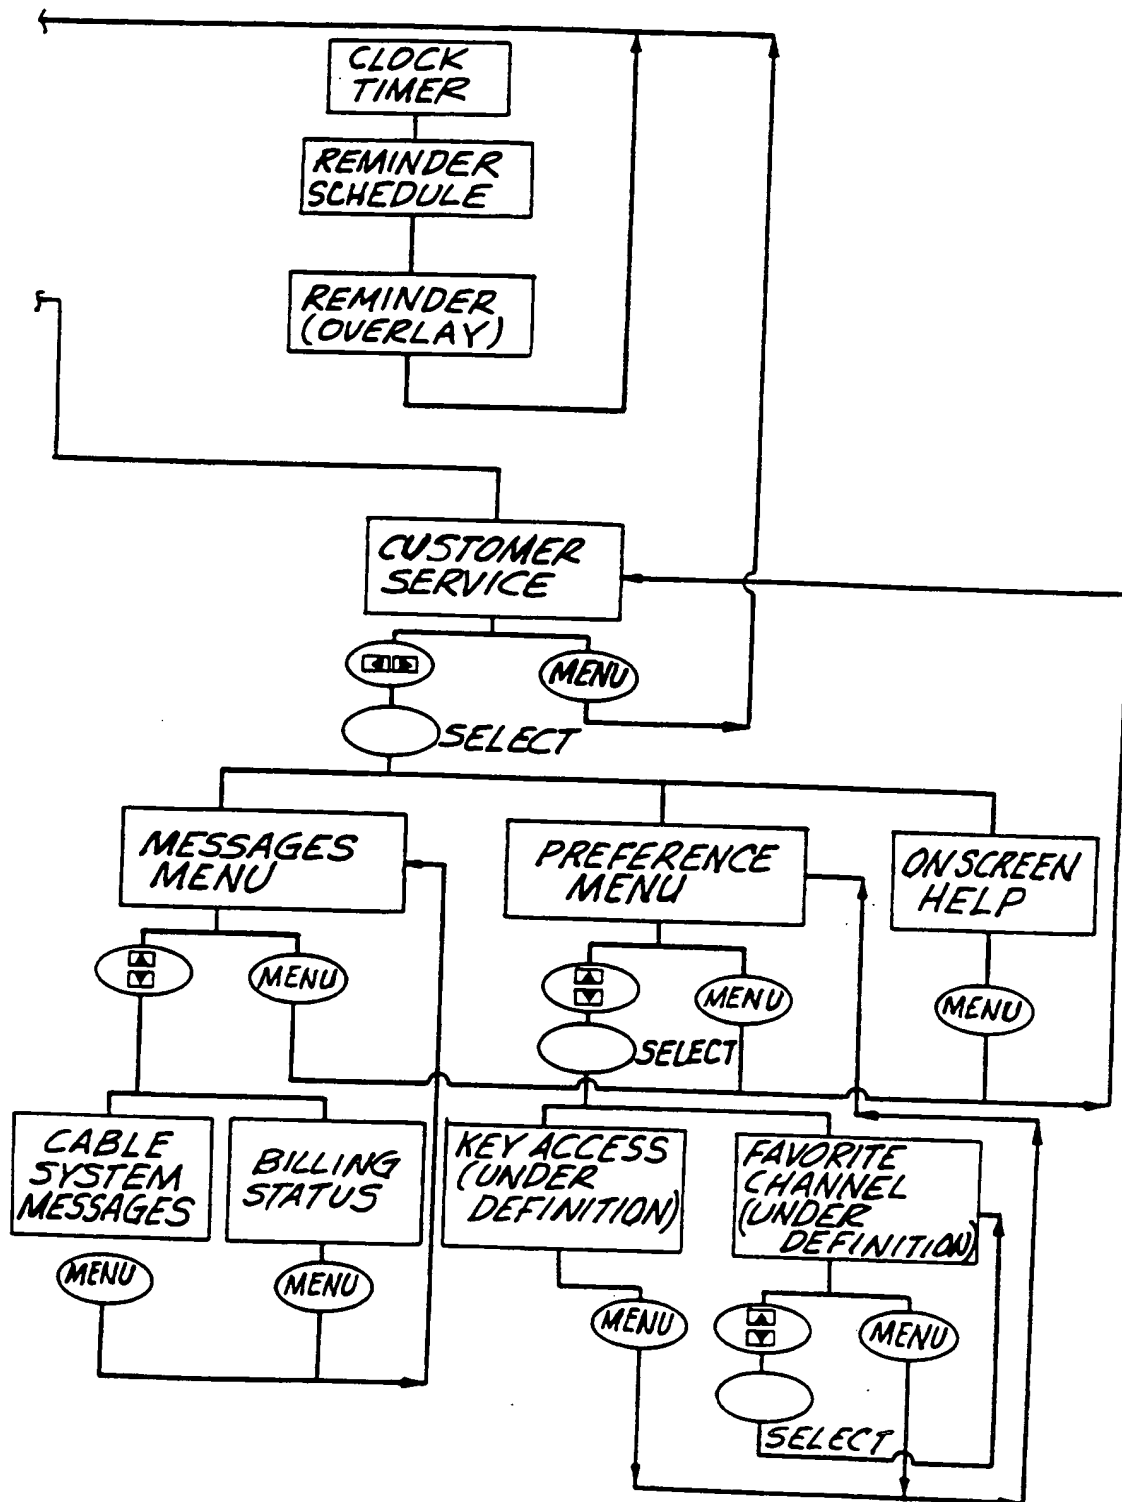 CLOCK
TIMER
REMINDER
SCHEDULE
REMINDER
(OVERLAY)
CUSTOMER
SERVICE
MENU
SELECT
MESSAGES
MENU
PREFERENCE
MENU
ON SCREEN
HELP
MENU
MENU
MENU
SELECT
CABLE
SYSTEM
MESSAGES
BILLING
STATUS
KEY ACCESS
(UNDER
DEFINITION)
FAVORITE
CHANNEL
(UNDER
DEFINITION)
MENU
MENU
MENU
MENU
SELECT